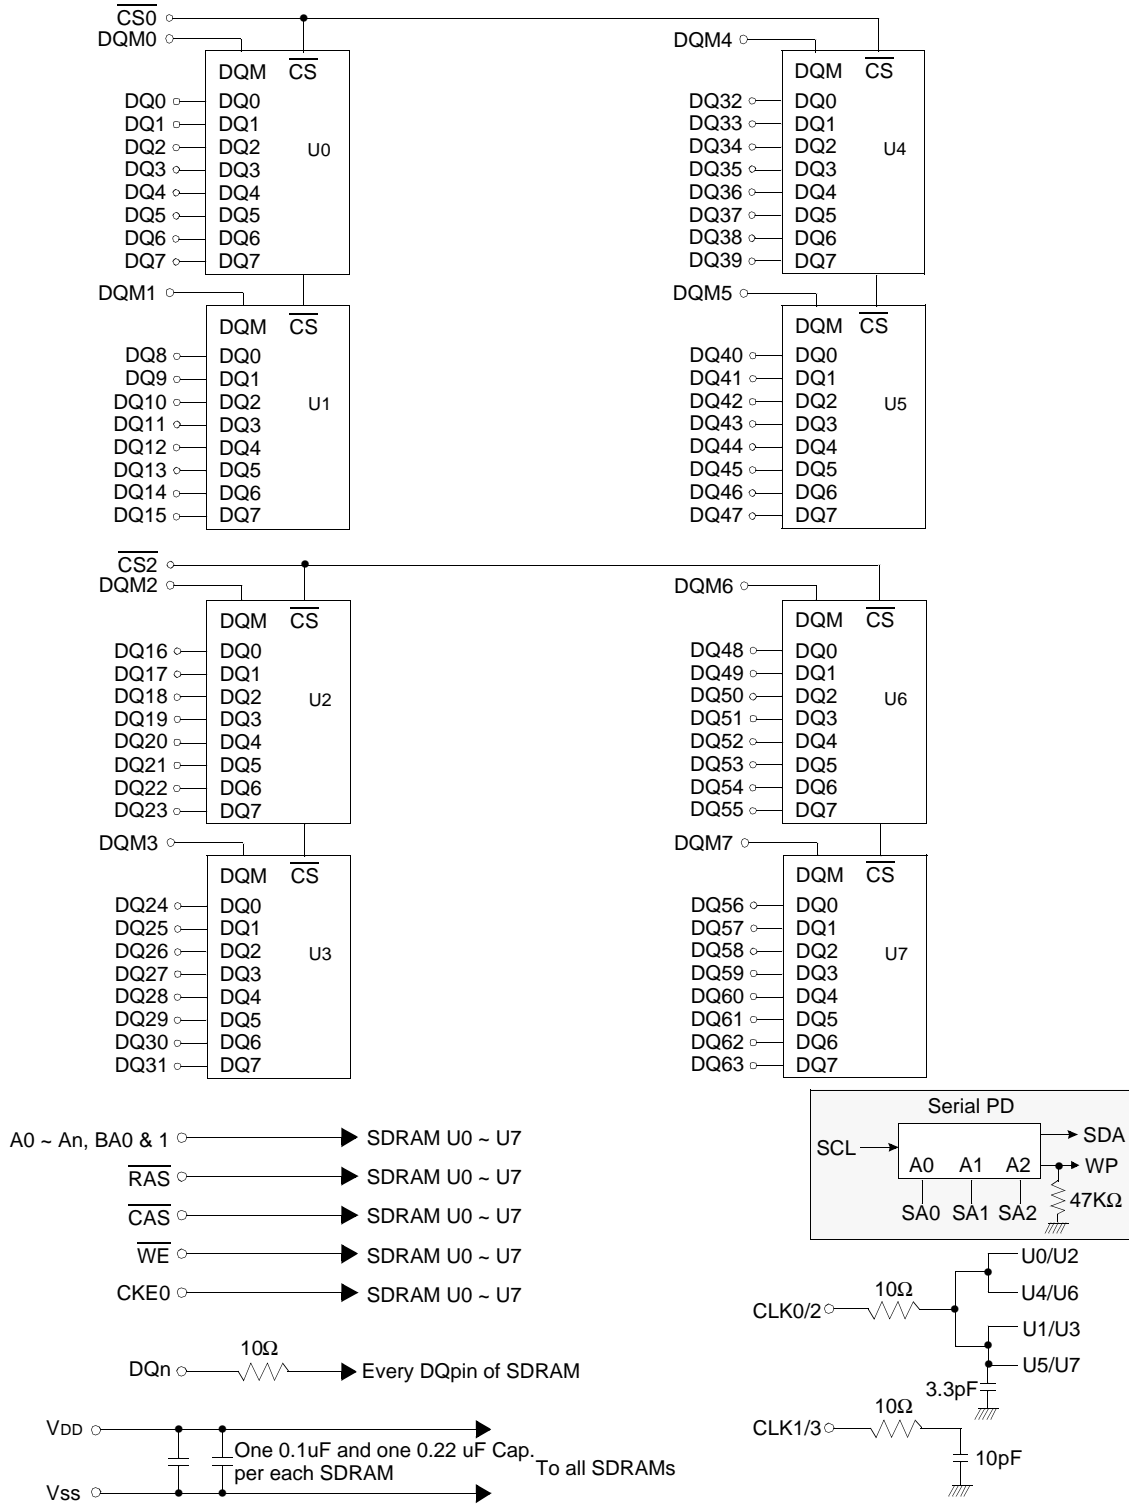 CS0
DQM0
DQM CS
DQ0 DQ0
DQ1 DQ1
DQ2 DQ2
DQ3 DQ3
DQ4 DQ4
DQ5 DQ5
DQ6 DQ6
DQ7 DQ7
U0
DQM1
DQM CS
DQ8 DQ0
DQ9 DQ1
DQ10 DQ2
DQ11 DQ3
DQ12 DQ4
DQ13 DQ5
DQ14 DQ6
DQ15 DQ7
U1
DQM4
DQM CS
DQ32 DQ0
DQ33 DQ1
DQ34 DQ2
DQ35 DQ3
DQ36 DQ4
DQ37 DQ5
DQ38 DQ6
DQ39 DQ7
U4
DQM5
DQM CS
DQ40 DQ0
DQ41 DQ1
DQ42 DQ2
DQ43 DQ3
DQ44 DQ4
DQ45 DQ5
DQ46 DQ6
DQ47 DQ7
U5
CS2
DQM2
DQM CS
DQ16 DQ0
DQ17 DQ1
DQ18 DQ2
DQ19 DQ3
DQ20 DQ4
DQ21 DQ5
DQ22 DQ6
DQ23 DQ7
U2
DQM3
DQM CS
DQ24 DQ0
DQ25 DQ1
DQ26 DQ2
DQ27 DQ3
DQ28 DQ4
DQ29 DQ5
DQ30 DQ6
DQ31 DQ7
U3
DQM6
DQM CS
DQ48 DQ0
DQ49 DQ1
DQ50 DQ2
DQ51 DQ3
DQ52 DQ4
DQ53 DQ5
DQ54 DQ6
DQ55 DQ7
U6
DQM7
DQM CS
DQ56 DQ0
DQ57 DQ1
DQ58 DQ2
DQ59 DQ3
DQ60 DQ4
DQ61 DQ5
DQ62 DQ6
DQ63 DQ7
U7
A0 ~ An, BA0 & 1 SDRAM U0 ~ U7
RAS SDRAM U0 ~ U7
CAS SDRAM U0 ~ U7
WE SDRAM U0 ~ U7
CKE0 SDRAM U0 ~ U7
10Ω
DQn Every DQpin of SDRAM
VDD
One 0.1uF and one 0.22 uF Cap.
per each SDRAM
To all SDRAMs
Vss
Serial PD
SCL SDA
A0 A1 A2 WP
SA0 SA1 SA2 47KΩ
U0/U2
10Ω
U4/U6
CLK0/2
U1/U3
U5/U7
3.3pF
10Ω
CLK1/3
10pF